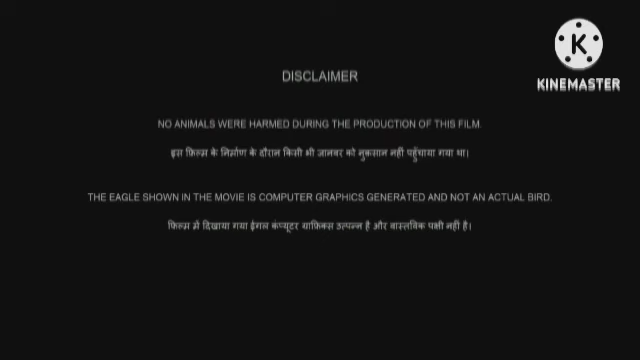 KINEMASTER
DISCLAIMER
NO ANIMALS WERE HARMED DURING THE PRODUCTION OF THIS FILM.
इस फ़िल्म के निर्माण के दौरान किसी भी जानवर को नुकसान नहीं पहुँचाया गया था।
THE EAGLE SHOWN IN THE MOVIE IS COMPUTER GRAPHICS GENERATED AND NOT AN ACTUAL BIRD.
फिल्म में दिखाया गया ईगल कंप्यूटर ग्राफ़िक्स उत्पन्न है और वास्तविक पक्षी नहीं है।